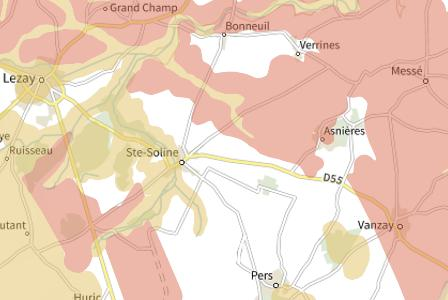 Grand Champ
Bonneuil
Verrines
Messé
Lezay
Asnières
Ruisseau
Ste-Soline
D55
Vanzay
Pers